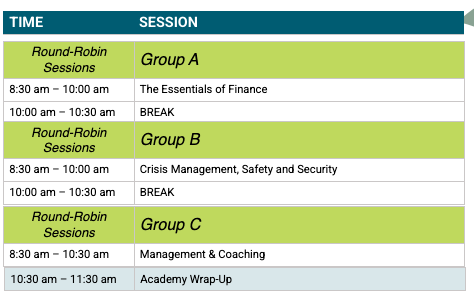 TIME SESSION
Round-Robin Sessions Group A
8:30 am – 10:00 am The Essentials of Finance
10:00 am – 10:30 am BREAK
Round-Robin Sessions Group B
8:30 am – 10:00 am Crisis Management, Safety and Security
10:00 am – 10:30 am BREAK
Round-Robin Sessions Group C
8:30 am – 10:30 am Management & Coaching
10:30 am – 11:30 am Academy Wrap-Up